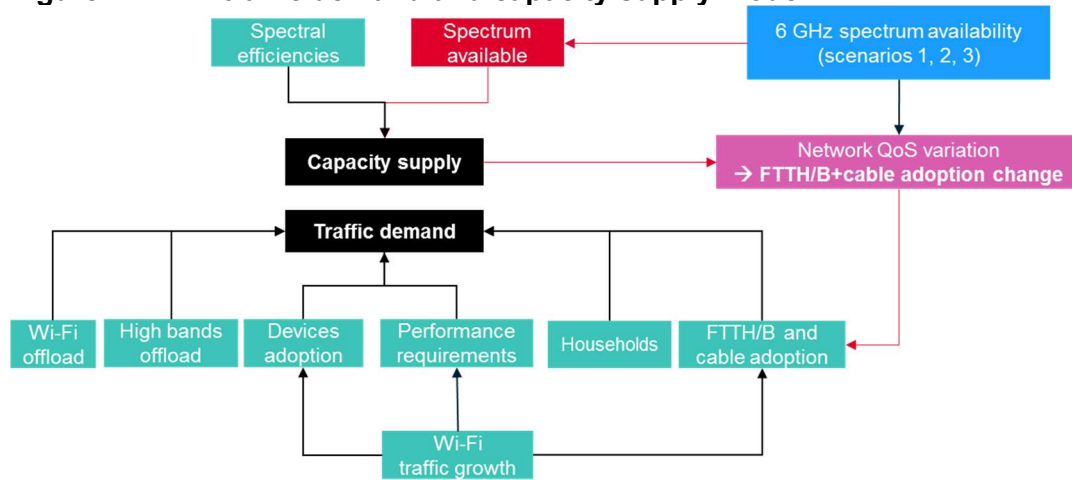 Spectral
efficiencies
Spectrum
available
6 GHz spectrum availability
(scenarios 1, 2, 3)
Capacity supply
Network QoS variation
→ FTTH/B+cable adoption change
Traffic demand
Wi-Fi
offload
High bands
offload
Devices
adoption
Performance
requirements
Households
FTTH/B and
cable adoption
Wi-Fi
traffic growth